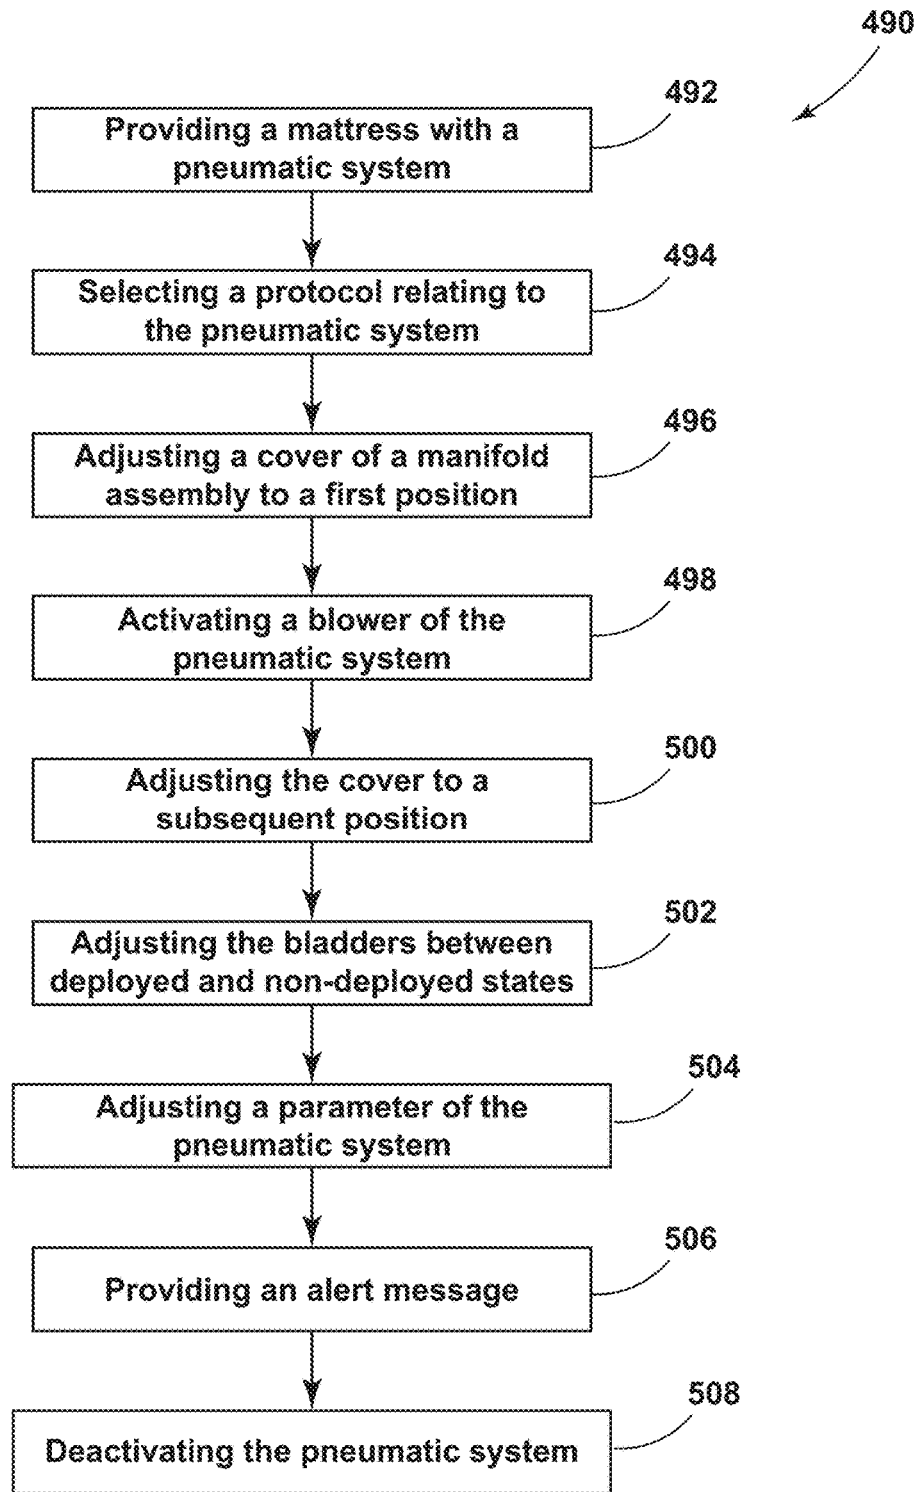 490
492
Providing a mattress with a
pneumatic system
494
Selecting a protocol relating to
the pneumatic system
496
Adjusting a cover of a manifold
assembly to a first position
498
Activating a blower of the
pneumatic system
500
Adjusting the cover to a
subsequent position
502
Adjusting the bladders between
deployed and non-deployed states
504
Adjusting a parameter of the
pneumatic system
506
Providing an alert message
508
Deactivating the pneumatic system